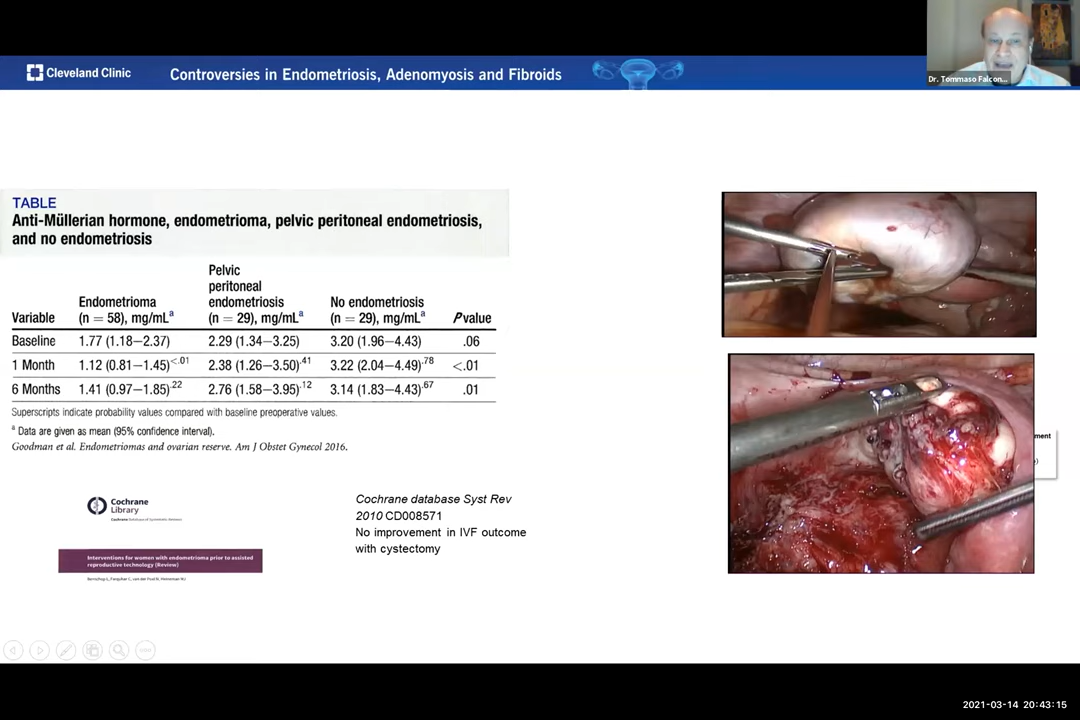 Cleveland Clinic
Controversies in Endometriosis, Adenomyosis and Fibroids
Dr. Tommaso Falcon...
TABLE
Anti-Müllerian hormone, endometrioma, pelvic peritoneal endometriosis,
and no endometriosis
Variable Endometrioma (n = 58), mg/mLa Pelvic peritoneal endometriosis (n = 29), mg/mLa No endometriosis (n = 29), mg/mLa P value
Baseline 1.77 (1.18–2.37) 2.29 (1.34–3.25) 3.20 (1.96–4.43) .06
1 Month 1.12 (0.81–1.45)<.01 2.38 (1.26–3.50).41 3.22 (2.04–4.49).78 <.01
6 Months 1.41 (0.97–1.85).22 2.76 (1.58–3.95).12 3.14 (1.83–4.43).67 .01
Superscripts indicate probability values compared with baseline preoperative values.
a Data are given as mean (95% confidence interval).
Goodman et al. Endometriomas and ovarian reserve. Am J Obstet Gynecol 2016.
Cochrane
Library
Cochrane Database of Systematic Reviews
Interventions for women with endometrioma prior to assisted
reproductive technology (Review)
Cochrane database Syst Rev
2010 CD008571
No improvement in IVF outcome
with cystectomy
ment
)
2021-03-14 20:43:15